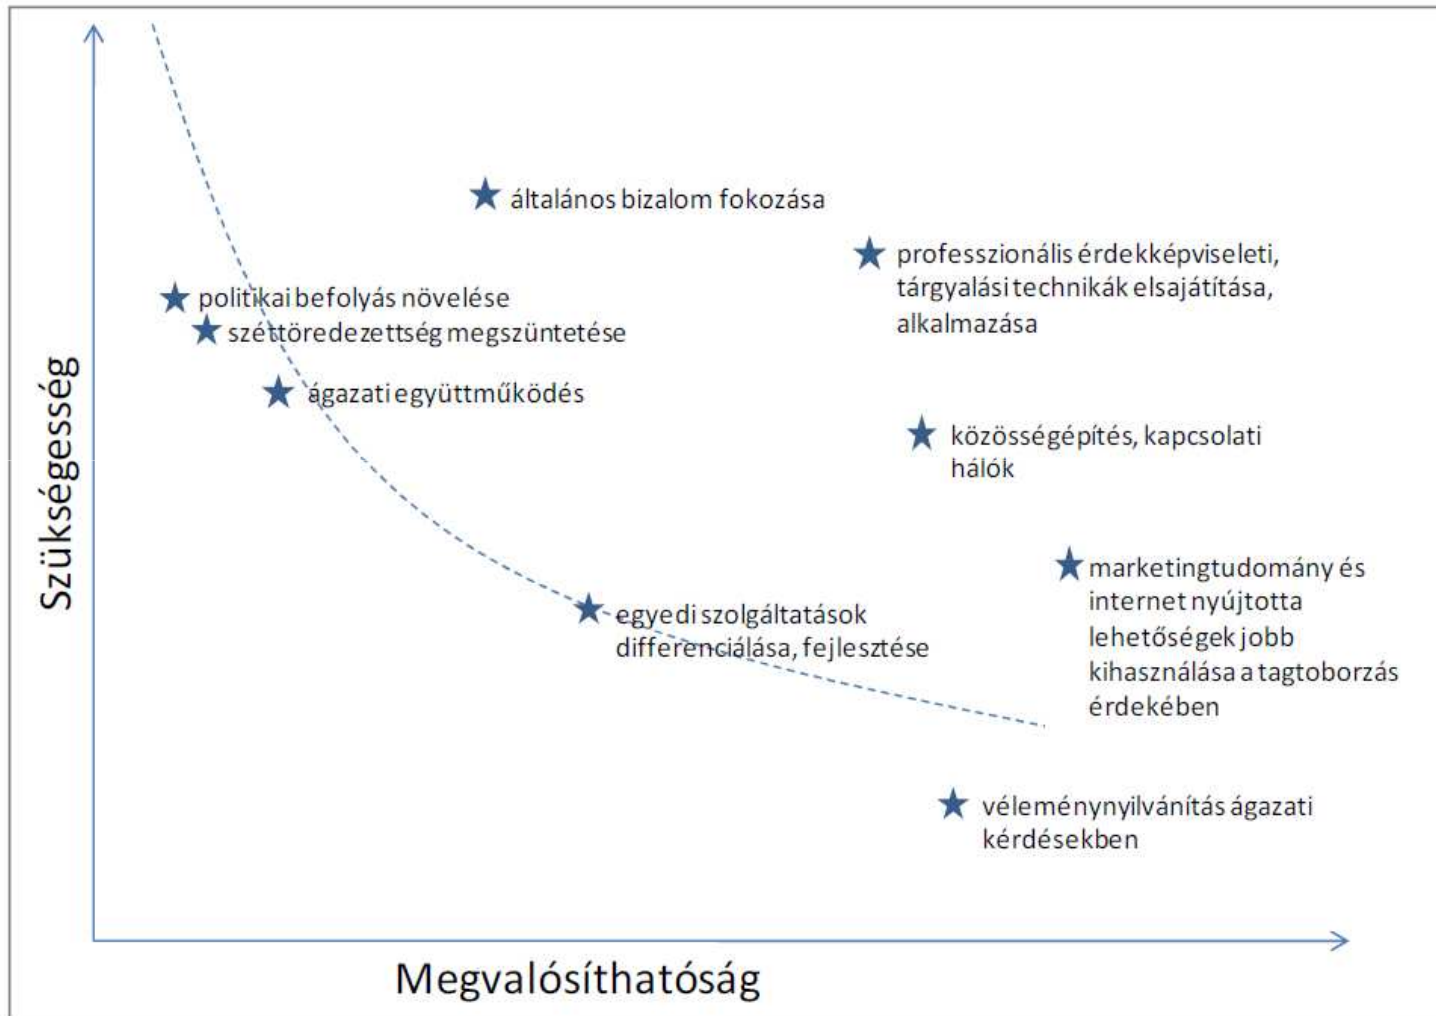 általános bizalom fokozása
professzionális érdekképviseleti,
tárgyalási technikák elsajátítása,
alkalmazása
politikai befolyás növelése
széttöredezettség megszüntetése
ágazati együttműködés
közösségépítés, kapcsolati
hálók
Szükségesség
marketingtudomány és
internet nyújtotta
lehetőségek jobb
kihasználása a tagtoborzás
érdekében
egyedi szolgáltatások
differenciálása, fejlesztése
véleménynyilvánítás ágazati
kérdésekben
Megvalósíthatóság